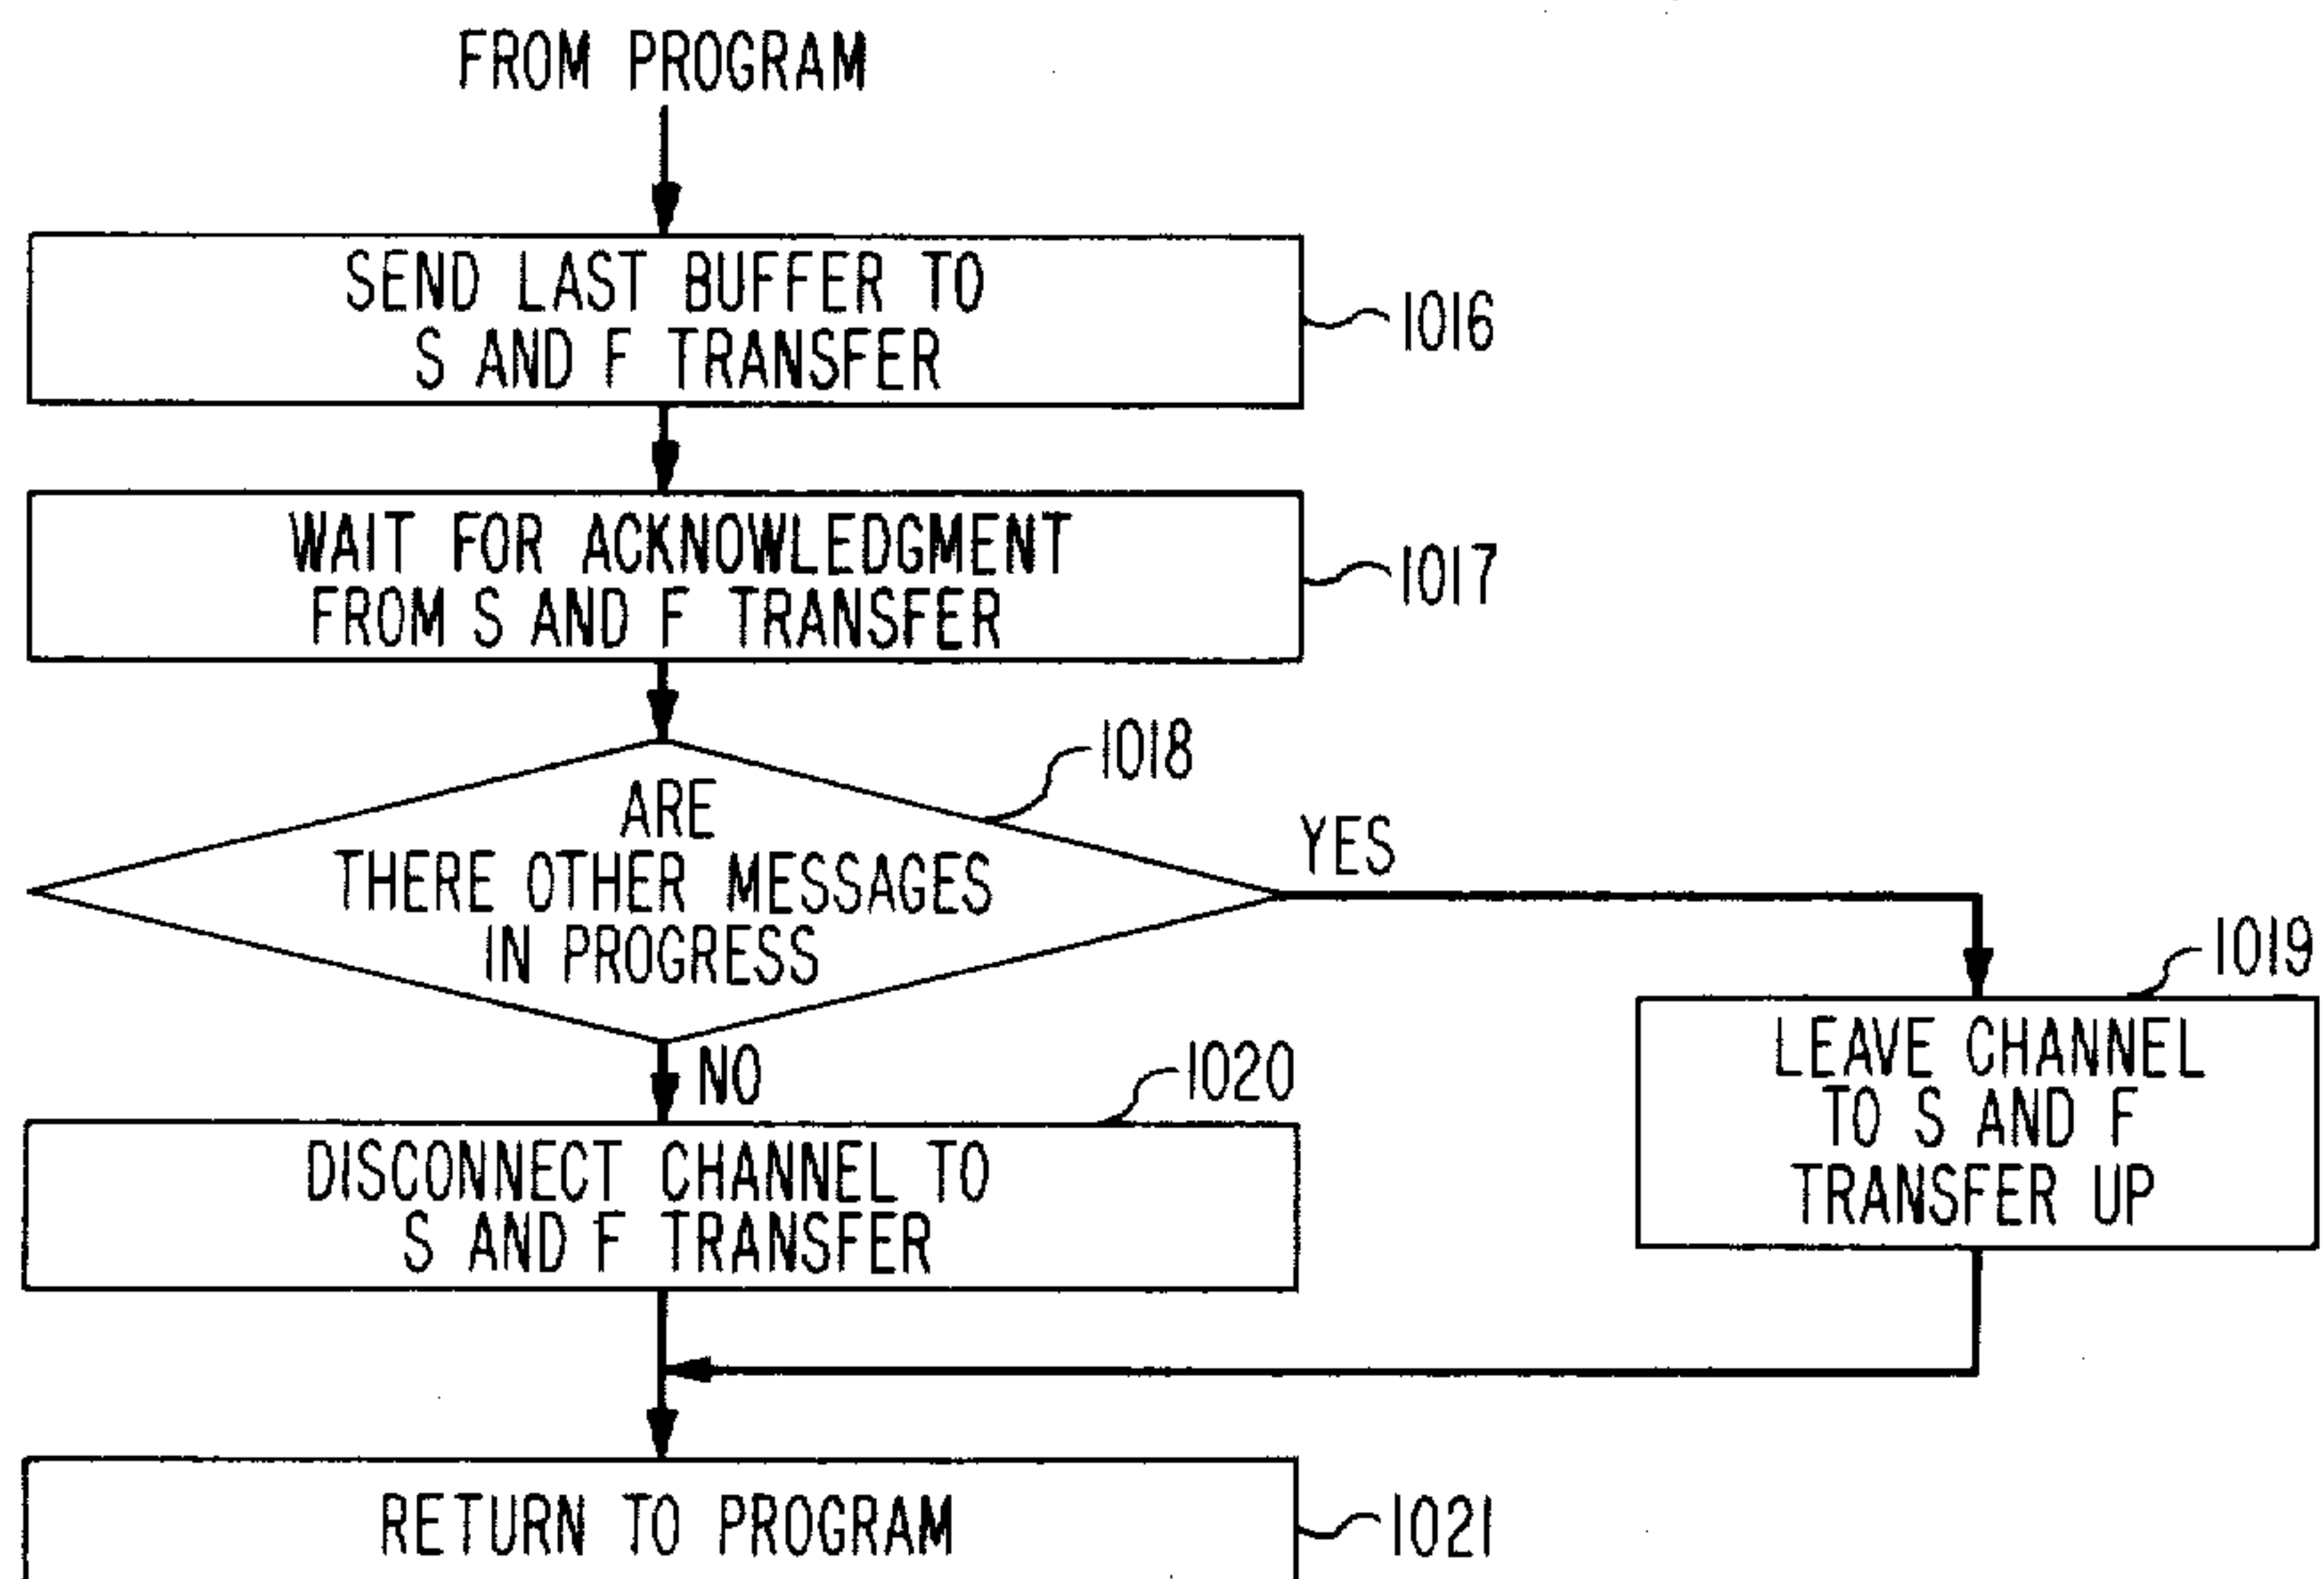 FROM PROGRAM
SEND LAST BUFFER TO
S AND F TRANSFER
1016
WAIT FOR ACKNOWLEDGMENT
FROM S AND F TRANSFER
1017
1018
ARE
THERE OTHER MESSAGES
IN PROGRESS
YES
NO
1019
LEAVE CHANNEL
TO S AND F
TRANSFER UP
1020
DISCONNECT CHANNEL TO
S AND F TRANSFER
RETURN TO PROGRAM
1021